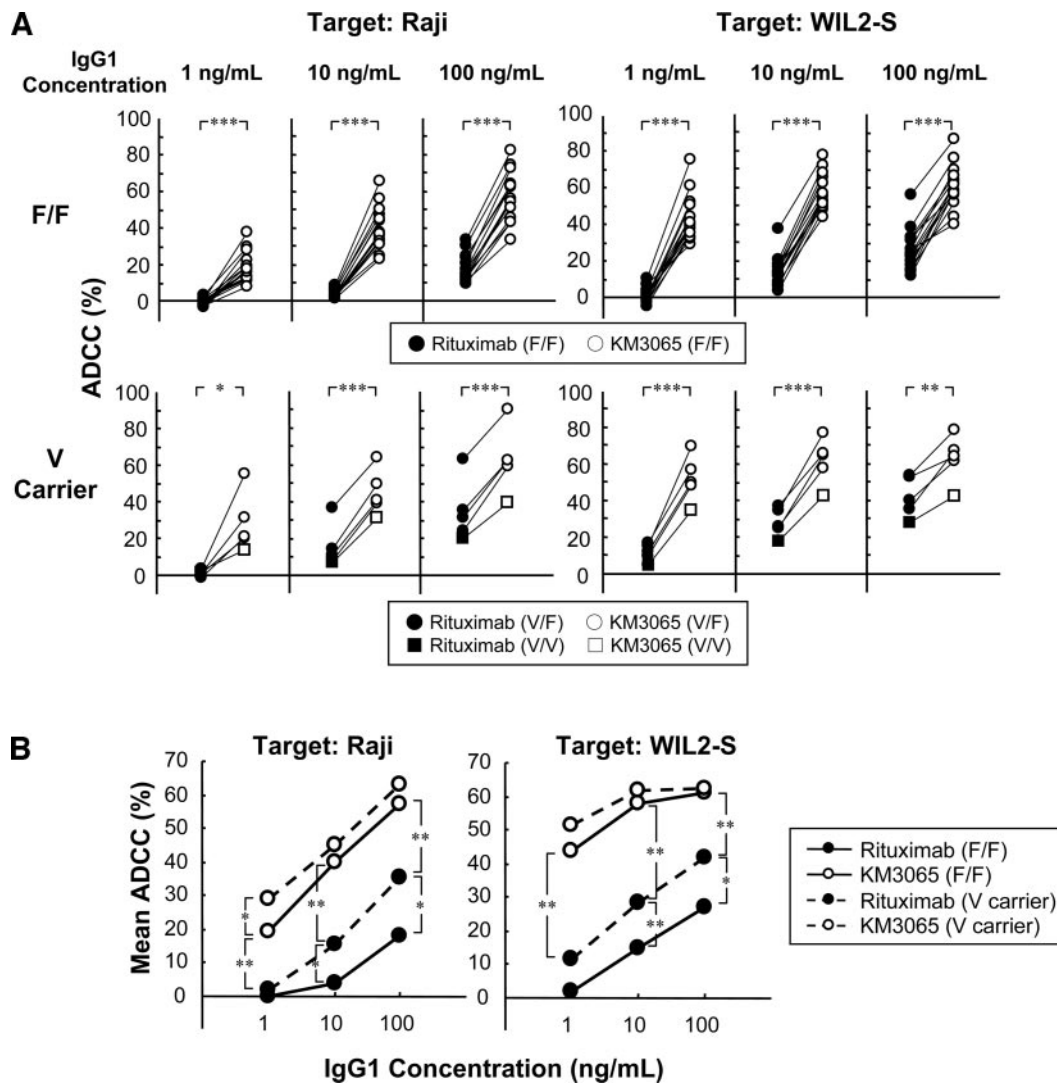 A
Target: Raji
Target: WIL2-S
IgG1
Concentration
1 ng/mL
10 ng/mL
100 ng/mL
1 ng/mL
10 ng/mL
100 ng/mL
F/F
ADCC (%)
100
80
60
40
20
0
100
80
60
40
20
0
***
***
***
***
***
***
Rituximab (F/F)
KM3065 (F/F)
V
Carrier
100
80
60
40
20
0
100
80
60
40
20
0
*
***
***
***
***
**
Rituximab (V/F)
KM3065 (V/F)
Rituximab (V/V)
KM3065 (V/V)
B
Target: Raji
Target: WIL2-S
Mean ADCC (%)
70
60
50
40
30
20
10
0
*
**
**
*
**
*
1
10
100
70
60
50
40
30
20
10
0
**
**
**
**
*
1
10
100
IgG1 Concentration (ng/mL)
Rituximab (F/F)
KM3065 (F/F)
Rituximab (V carrier)
KM3065 (V carrier)